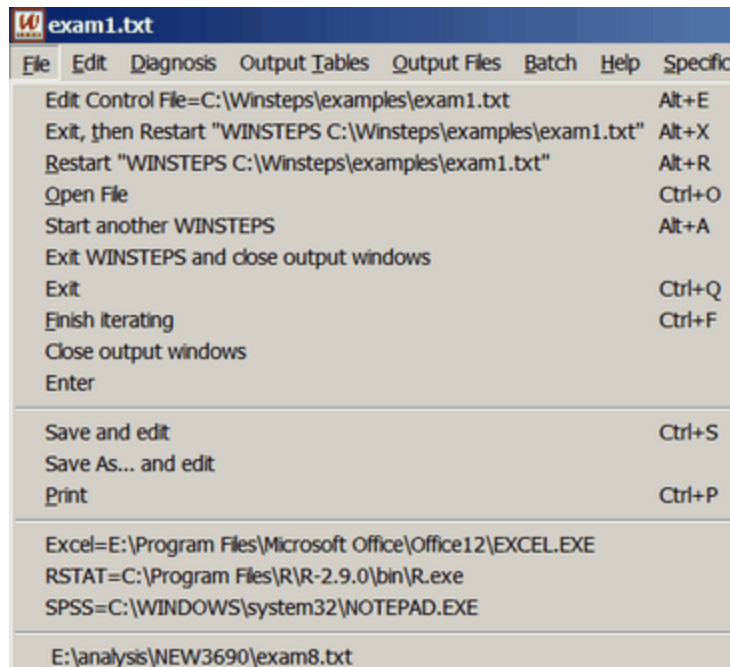 W exam1.txt
File Edit Diagnosis Output Tables Output Files Batch Help Specific
Edit Control File=C:\Winsteps\examples\exam1.txt Alt+E
Exit, then Restart "WINSTEPS C:\Winsteps\examples\exam1.txt" Alt+X
Restart "WINSTEPS C:\Winsteps\examples\exam1.txt" Alt+R
Open File Ctrl+O
Start another WINSTEPS Alt+A
Exit WINSTEPS and close output windows
Exit Ctrl+Q
Finish iterating Ctrl+F
Close output windows
Enter
Save and edit Ctrl+S
Save As... and edit
Print Ctrl+P
Excel=E:\Program Files\Microsoft Office\Office12\EXCEL.EXE
RSTAT=C:\Program Files\R\R-2.9.0\bin\R.exe
SPSS=C:\WINDOWS\system32\NOTEPAD.EXE
E:\analysis\NEW3690\exam8.txt